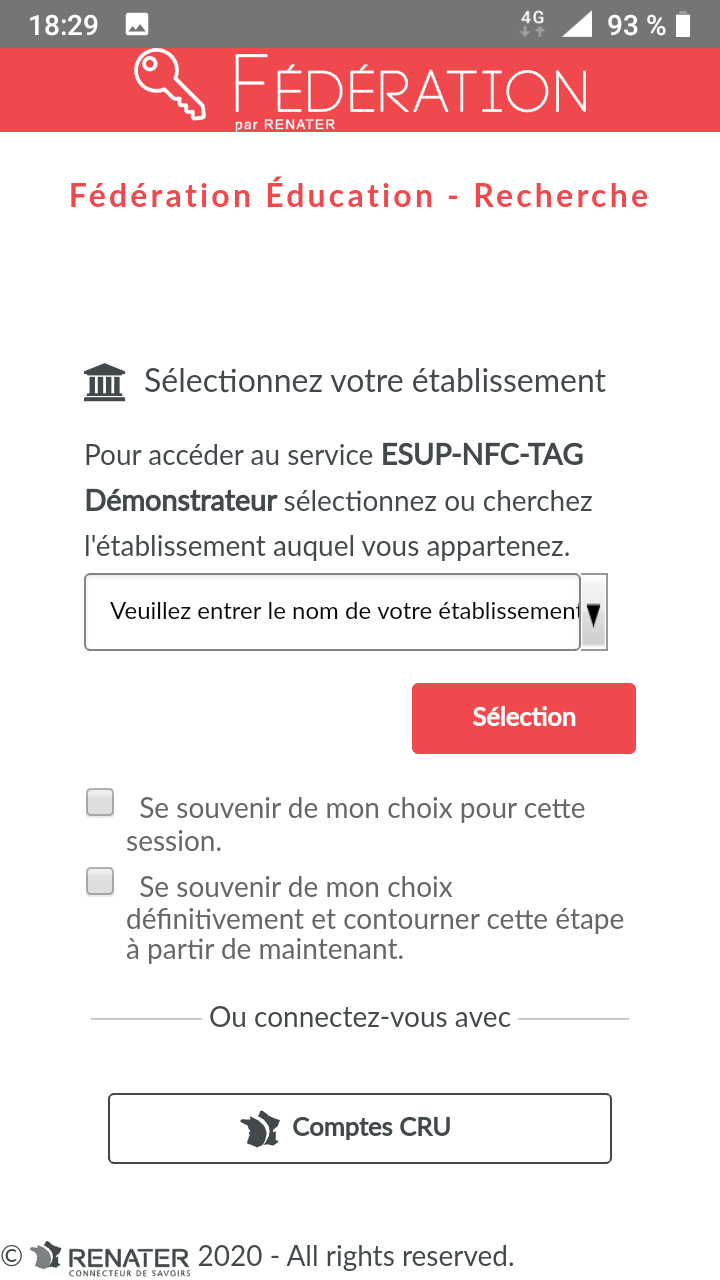 18:29 4G 93 %
FÉDÉRATION
par RENATER
Fédération Éducation - Recherche
Sélectionnez votre établissement
Pour accéder au service ESUP-NFC-TAG
Démonstrateur sélectionnez ou cherchez
l'établissement auquel vous appartenez.
Veuillez entrer le nom de votre établissement
Sélection
Se souvenir de mon choix pour cette
session.
Se souvenir de mon choix
définitivement et contourner cette étape
à partir de maintenant.
Ou connectez-vous avec
Comptes CRU
© RENATER 2020 - All rights reserved.
CONNECTEUR DE SAVOIRS